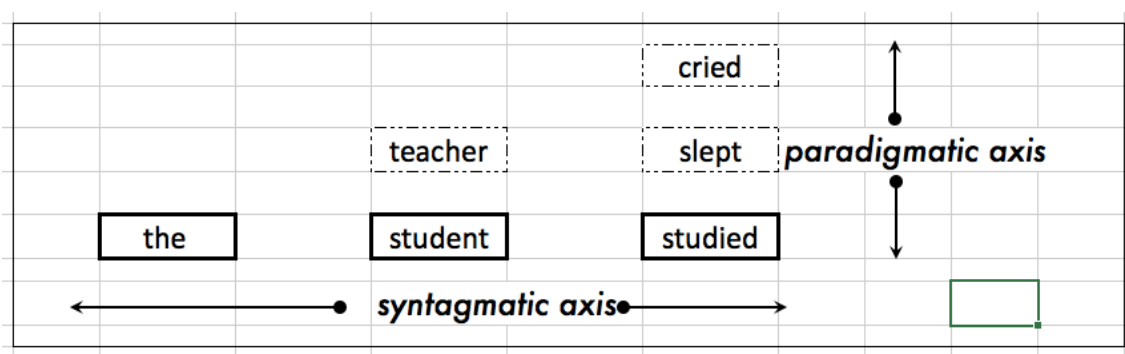 cried
teacher slept paradigmatic axis
the student studied
syntagmatic axis